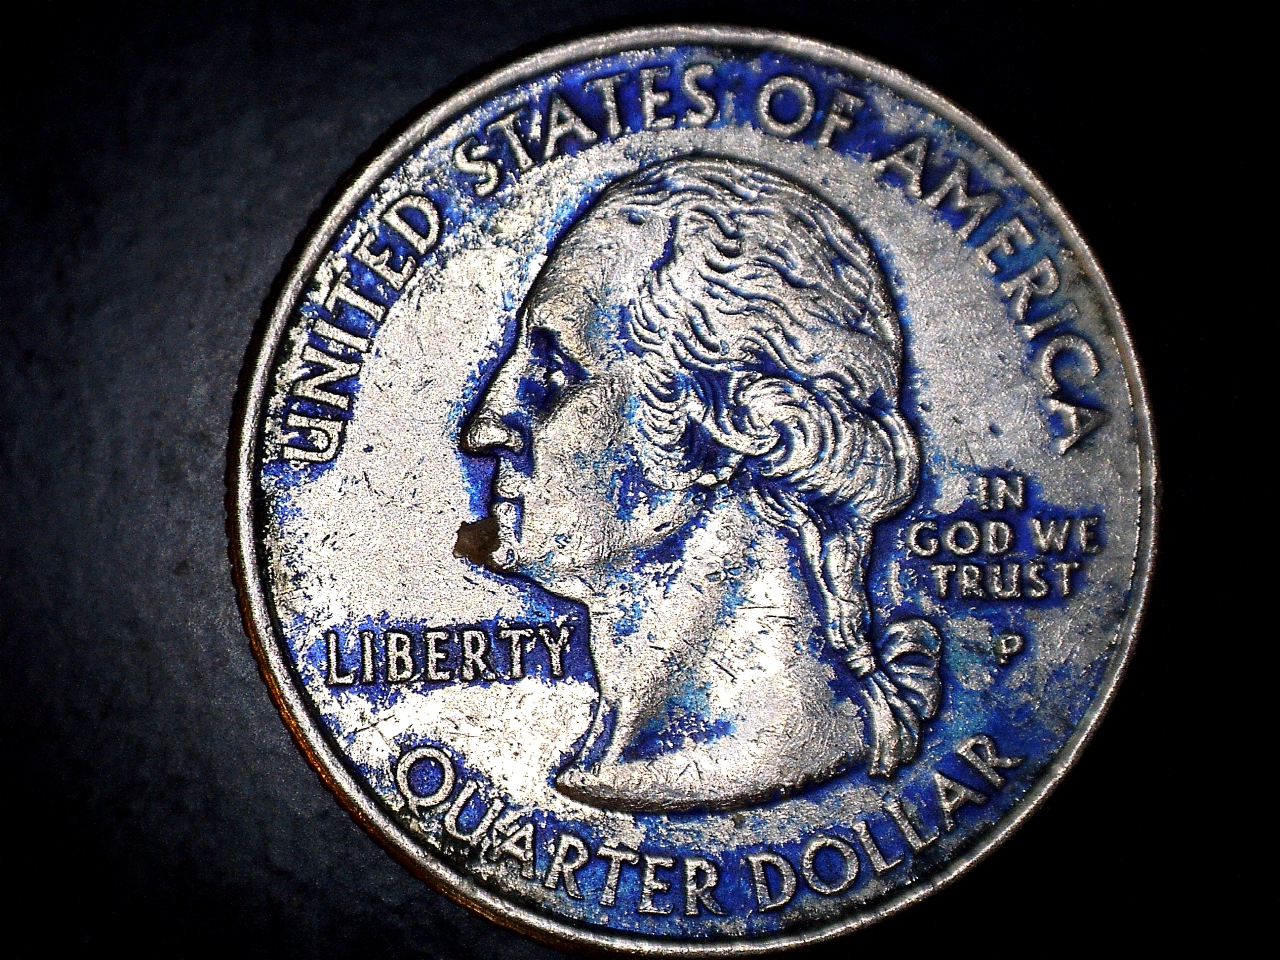 UNITED STATES OF AMERICA
LIBERTY
IN
GOD WE
TRUST
P
QUARTER DOLLAR